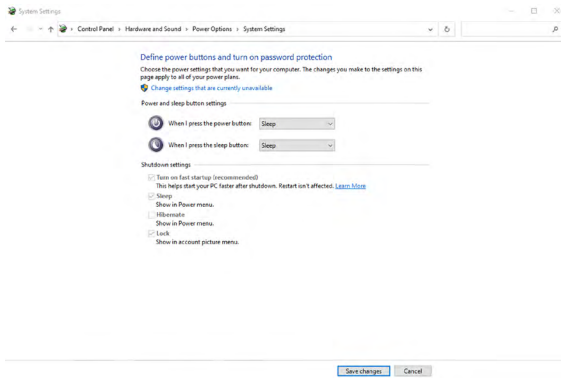 System Settings
Control Panel › Hardware and Sound › Power Options › System Settings
Define power buttons and turn on password protection
Choose the power settings that you want for your computer. The changes you make to the settings on this
page apply to all of your power plans.
Change settings that are currently unavailable
Power and sleep button settings
When I press the power button: Sleep
When I press the sleep button: Sleep
Shutdown settings
Turn on fast startup (recommended)
This helps start your PC faster after shutdown. Restart isn't affected. Learn More
Sleep
Show in Power menu.
Hibernate
Show in Power menu.
Lock
Show in account picture menu.
Save changes Cancel